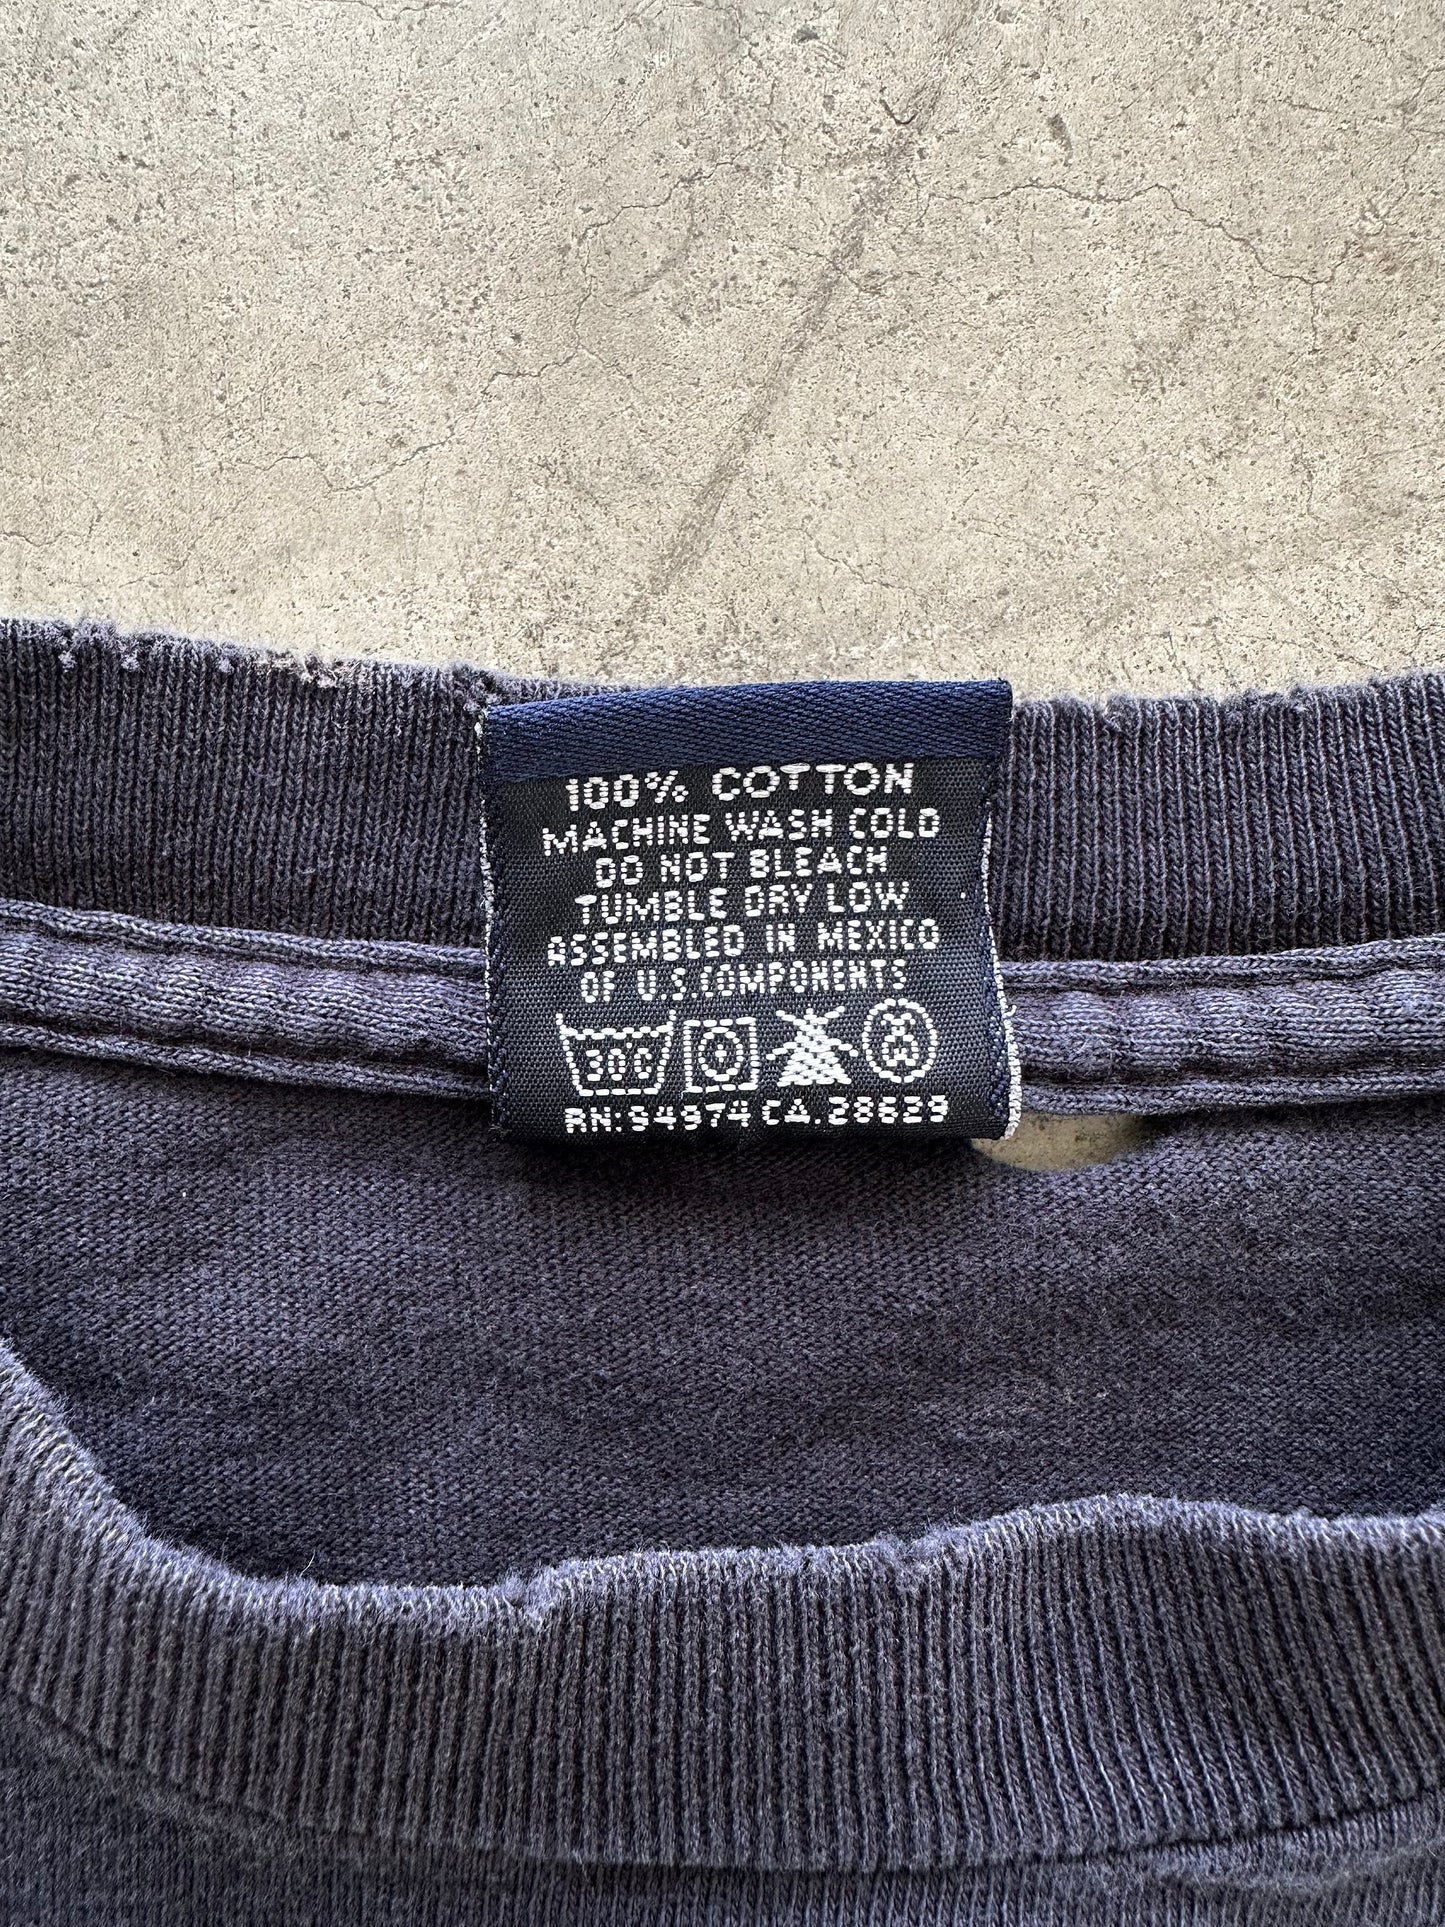 100% COTTON
MACHINE WASH COLD
DO NOT BLEACH
TUMBLE DRY LOW
ASSEMBLED IN MEXICO
OF U.S.COMPONENTS
30C
RN:94974 CA.28629